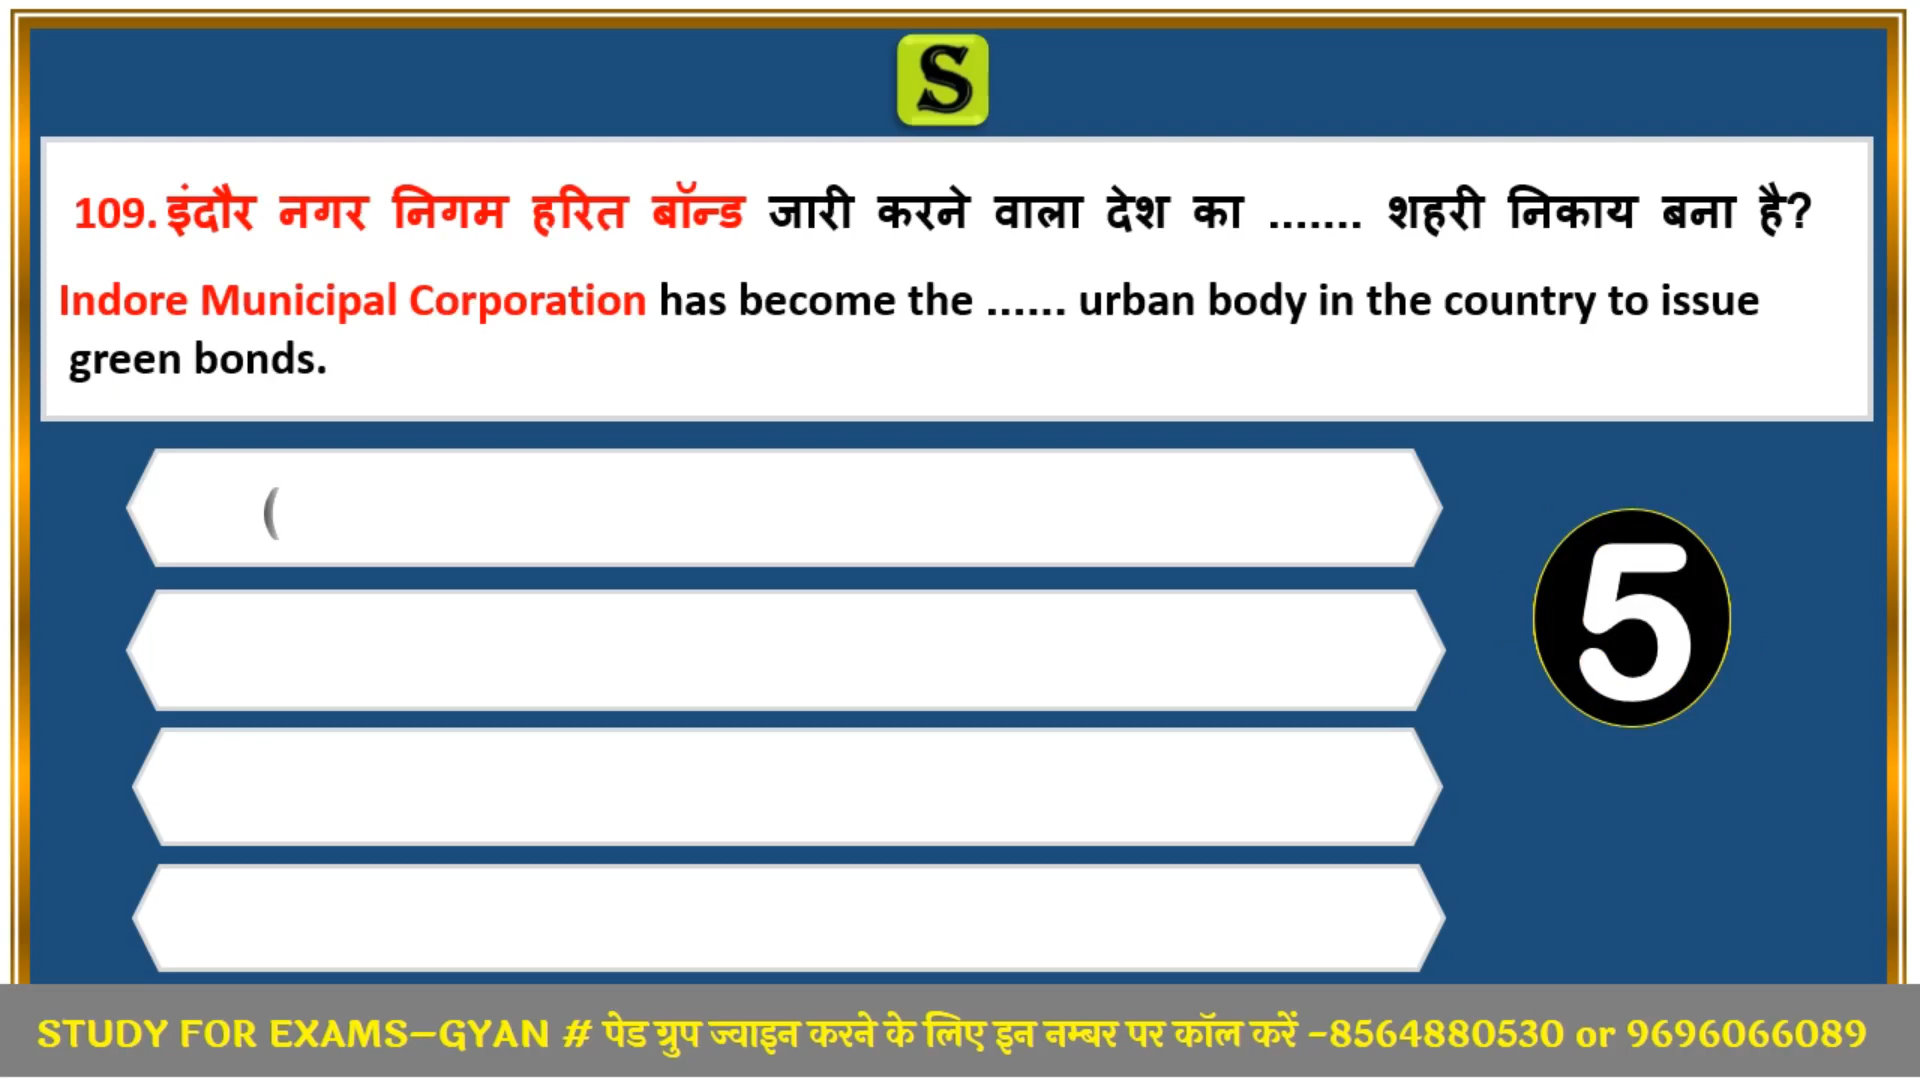 S
109. इंदौर नगर निगम हरित बॉन्ड जारी करने वाला देश का ....... शहरी निकाय बना है?
Indore Municipal Corporation has become the ...... urban body in the country to issue
green bonds.
(
5
STUDY FOR EXAMS–GYAN # पेड ग्रुप ज्वाइन करने के लिए इन नम्बर पर कॉल करें -8564880530 or 9696066089